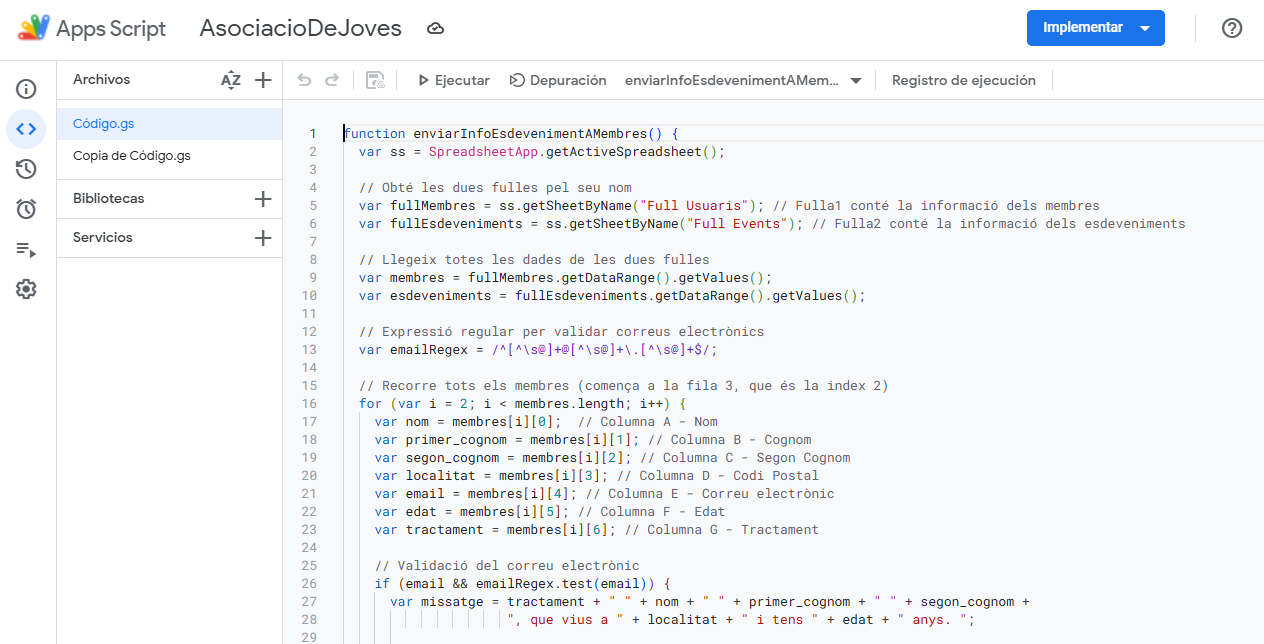 Apps Script
AsociacioDeJoves
Implementar
Archivos
AZ
Ejecutar
Depuración
enviarInfoEsdevenimentAMem...
Registro de ejecución
Código.gs
Copia de Código.gs
Bibliotecas
Servicios
1 function enviarInfoEsdevenimentAMembres() {
2 var ss = SpreadsheetApp.getActiveSpreadsheet();
3
4 // Obté les dues fulles pel seu nom
5 var fullMembres = ss.getSheetByName("Full Usuaris"); // Fulla1 conté la informació dels membres
6 var fullEsdeveniments = ss.getSheetByName("Full Events"); // Fulla2 conté la informació dels esdeveniments
7
8 // Llegeix totes les dades de les dues fulles
9 var membres = fullMembres.getDataRange().getValues();
10 var esdeveniments = fullEsdeveniments.getDataRange().getValues();
11
12 // Expressió regular per validar correus electrònics
13 var emailRegex = /^[^\s@]+@[^\s@]+\.[^\s@]+$/;
14
15 // Recorre tots els membres (comença a la fila 3, que és la index 2)
16 for (var i = 2; i < membres.length; i++) {
17 var nom = membres[i][0]; // Columna A - Nom
18 var primer_cognom = membres[i][1]; // Columna B - Cognom
19 var segon_cognom = membres[i][2]; // Columna C - Segon Cognom
20 var localitat = membres[i][3]; // Columna D - Codi Postal
21 var email = membres[i][4]; // Columna E - Correu electrònic
22 var edat = membres[i][5]; // Columna F - Edat
23 var tractament = membres[i][6]; // Columna G - Tractament
24
25 // Validació del correu electrònic
26 if (email && emailRegex.test(email)) {
27 var missatge = tractament + " " + nom + " " + primer_cognom + " " + segon_cognom +
28 ", que vius a " + localitat + " i tens " + edat + " anys. ";
29